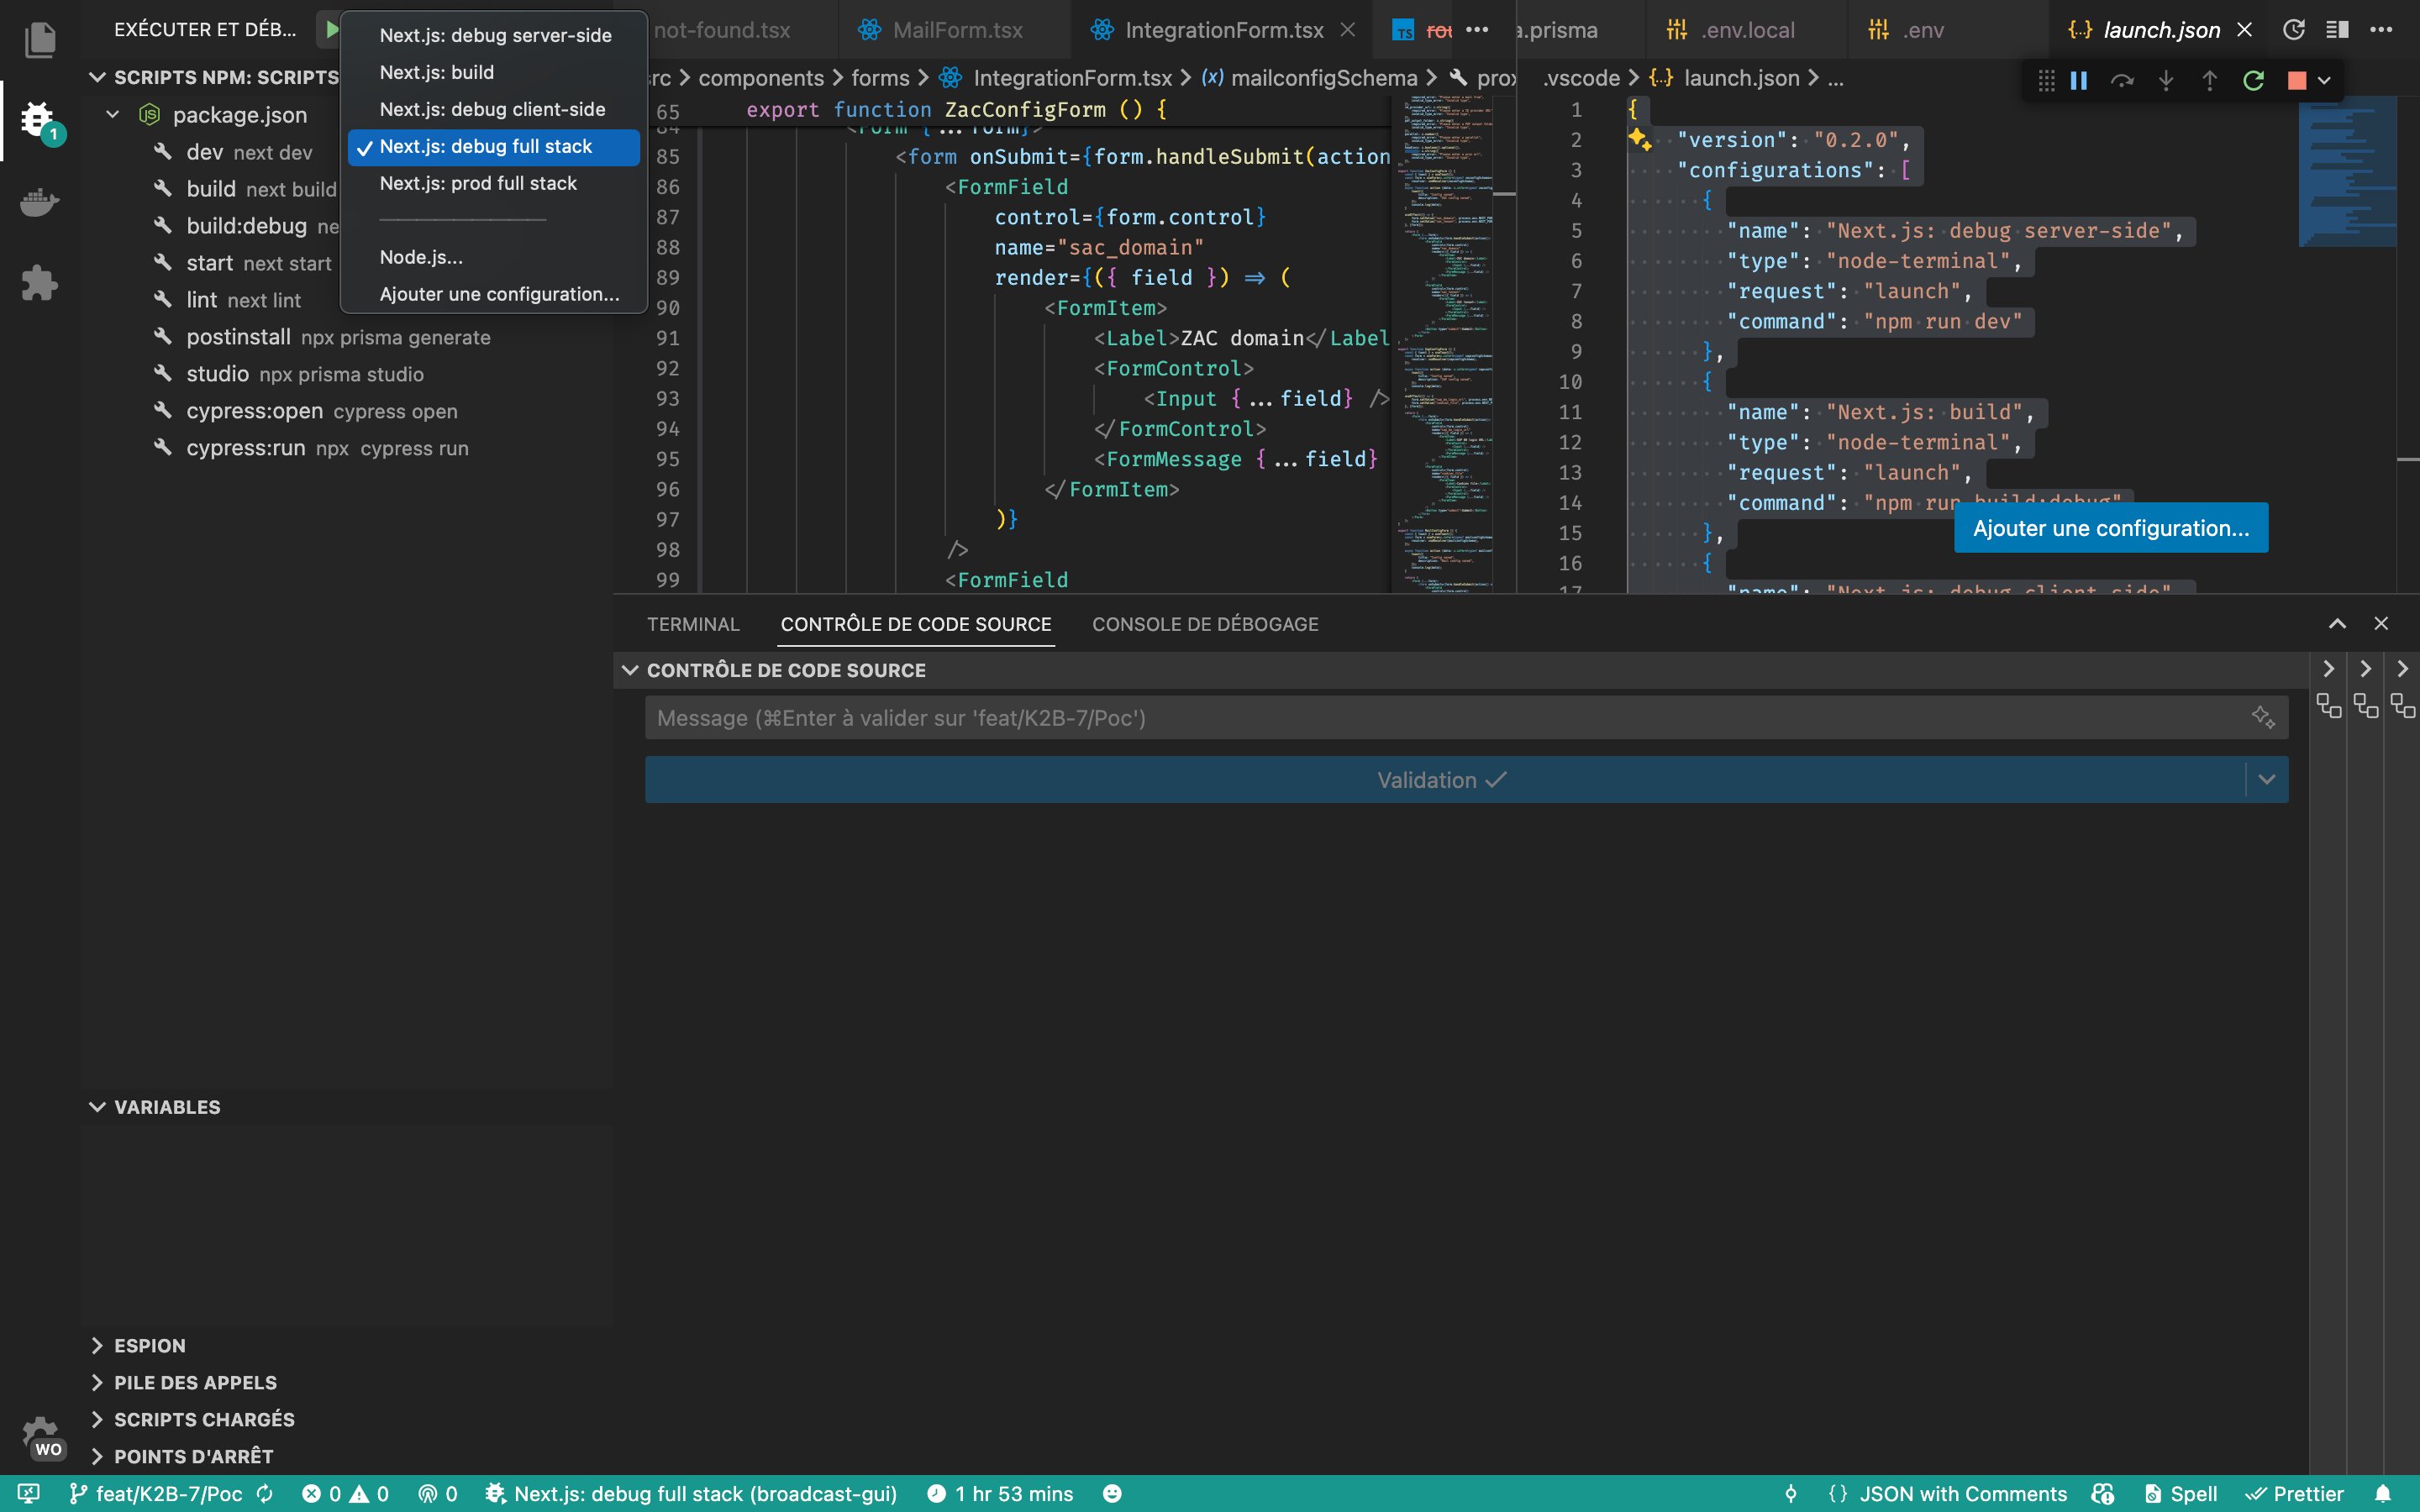 EXÉCUTER ET DÉB...
SCRIPTS NPM: SCRIPTS
package.json
dev next dev
build next build
build:debug ne
start next start
lint next lint
postinstall npx prisma generate
studio npx prisma studio
cypress:open cypress open
cypress:run npx cypress run
Next.js: debug server-side
Next.js: build
Next.js: debug client-side
Next.js: debug full stack
Next.js: prod full stack
Node.js...
Ajouter une configuration...
1
VARIABLES
ESPION
PILE DES APPELS
SCRIPTS CHARGÉS
POINTS D'ARRÊT
WO
not-found.tsx
MailForm.tsx
IntegrationForm.tsx
TS rou
components > forms > IntegrationForm.tsx > mailconfigSchema >
65 export function ZacConfigForm () {
84 <Form { ... form}>
85 <form onSubmit={form.handleSubmit(action
86 <FormField
87 control={form.control}
88 name="sac_domain"
89 render={({ field }) => (
90 <FormItem>
91 <Label>ZAC domain</Label
92 <FormControl>
93 <Input { ... field} />
94 </FormControl>
95 <FormMessage { ... field}
96 </FormItem>
97 )}
98 />
99 <FormField
a.prisma
.env.local
.env
launch.json
.vscode > launch.json > ...
1 {
2 "version": "0.2.0",
3 "configurations": [
4 {
5 "name": "Next.js: debug server-side",
6 "type": "node-terminal",
7 "request": "launch",
8 "command": "npm run dev"
9 },
10 {
11 "name": "Next.js: build",
12 "type": "node-terminal",
13 "request": "launch",
14 "command": "npm run build:debug"
15 },
16 {
17 "name": "Next.js: debug client-side"
Ajouter une configuration...
TERMINAL
CONTRÔLE DE CODE SOURCE
CONSOLE DE DÉBOGAGE
CONTRÔLE DE CODE SOURCE
Message (⌘Enter à valider sur 'feat/K2B-7/Poc')
Validation
feat/K2B-7/Poc
0 0
0
Next.js: debug full stack (broadcast-gui)
1 hr 53 mins
{} JSON with Comments
Spell
Prettier